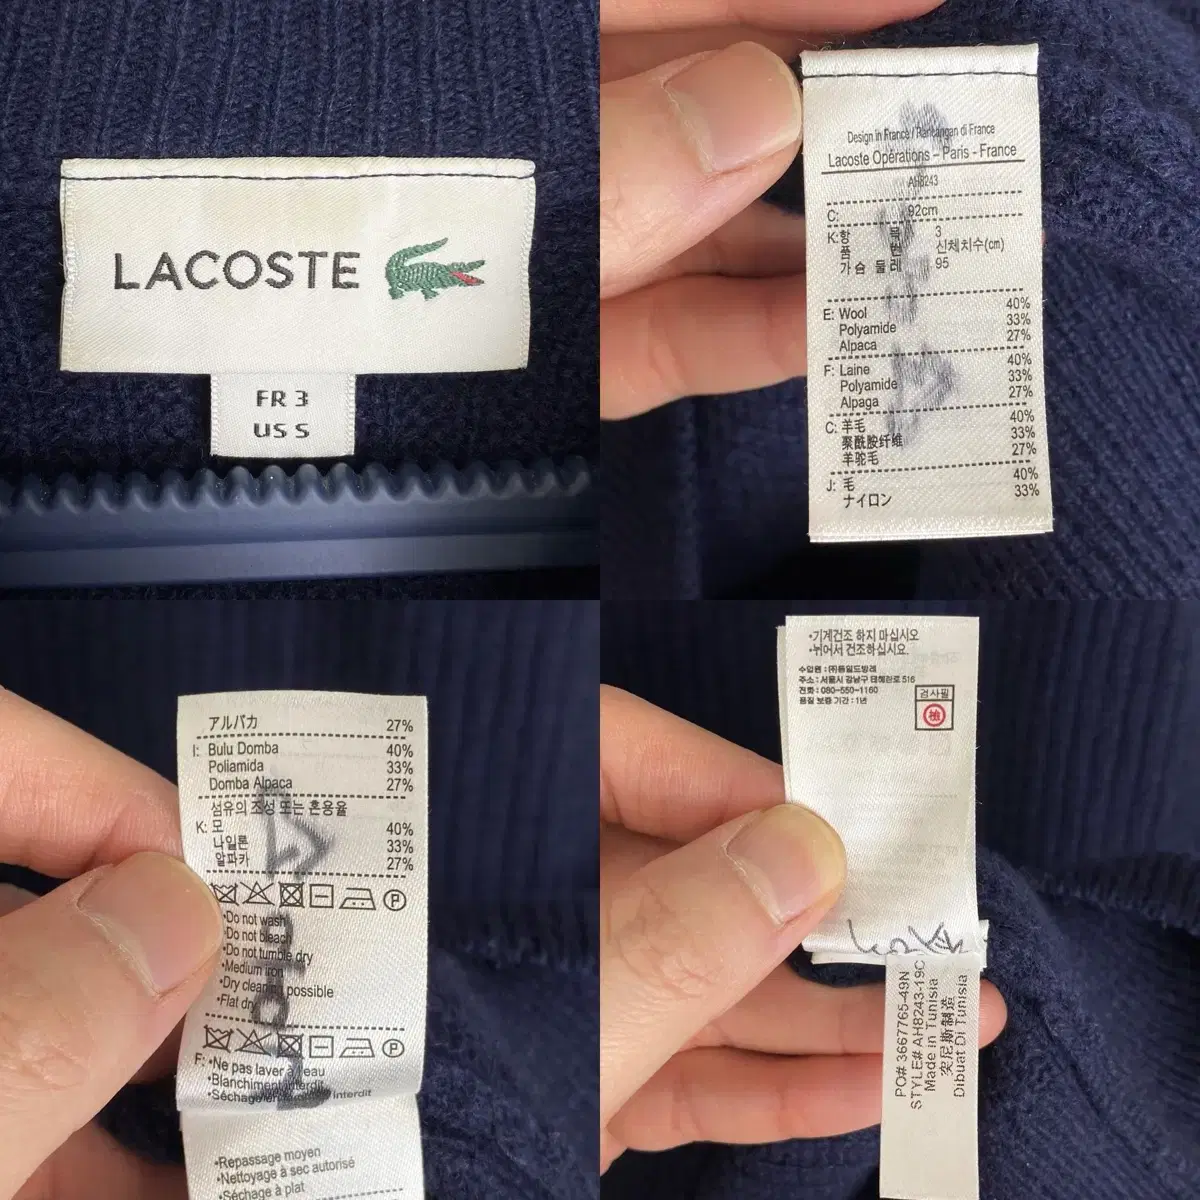 LACOSTE
FR 3
US S
Design in France / Rancangan di France
Lacoste Opérations – Paris - France
AH8243
C: 92cm
K: 항 목 3
품 번 신체치수(cm)
가슴 둘레 95
E: Wool 40%
Polyamide 33%
Alpaca 27%
F: Laine 40%
Polyamide 33%
Alpaga 27%
C: 羊毛 40%
聚酰胺纤维 33%
羊驼毛 27%
J: 毛 40%
ナイロン 33%
アルパカ 27%
I: Bulu Domba 40%
Poliamida 33%
Domba Alpaca 27%
섬유의 조성 또는 혼용율
K: 모 40%
나일론 33%
알파카 27%
•Do not wash
•Do not bleach
•Do not tumble dry
•Medium iron
•Dry cleaning possible
•Flat dry
F: •Ne pas laver à l'eau
•Blanchiment interdit
•Séchage en interdit
•Repassage moyen
•Nettoyage à sec autorisé
•Séchage à plat
•기계건조 하지 마십시오
•뉘어서 건조하십시오.
수입원 : (주)동일드방레
주소 : 서울시 강남구 테헤란로 516
전화 : 080-550-1160
품질 보증 기간 : 1년
검사필
PO# 3667765-49N
STYLE# AH8243-19C
Made in Tunisia
突尼斯制造
Dibuat Di Tunisia